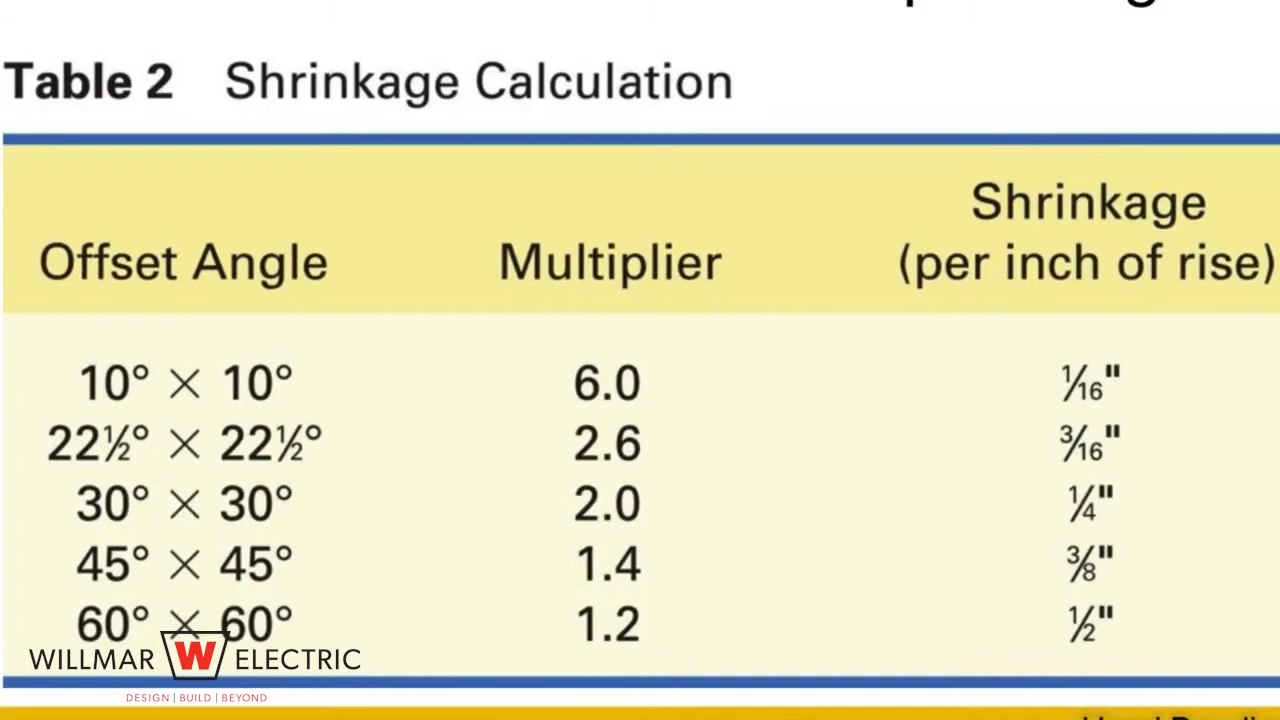 Table 2 Shrinkage Calculation
Shrinkage
Offset Angle Multiplier (per inch of rise)
10° × 10° 6.0 1/16"
22½° × 22½° 2.6 3/16"
30° × 30° 2.0 ¼"
45° × 45° 1.4 ⅜"
60° × 60° 1.2 ½"
WILLMAR W ELECTRIC
DESIGN | BUILD | BEYOND